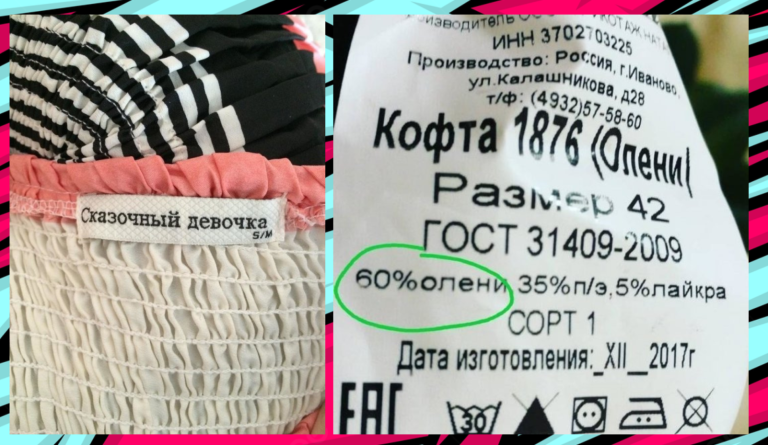 Сказочный девочка
S/M
ИНН 3702703225
Производство: Россия, г.Иваново,
ул.Калашникова, д28
т/ф: (4932)57-58-60
Кофта 1876 (Олени(
Размер 42
ГОСТ 31409-2009
60%олени 35%п/э,5%лайкра
СОРТ 1
Дата изготовления:_XII__2017г
ЕАС
30